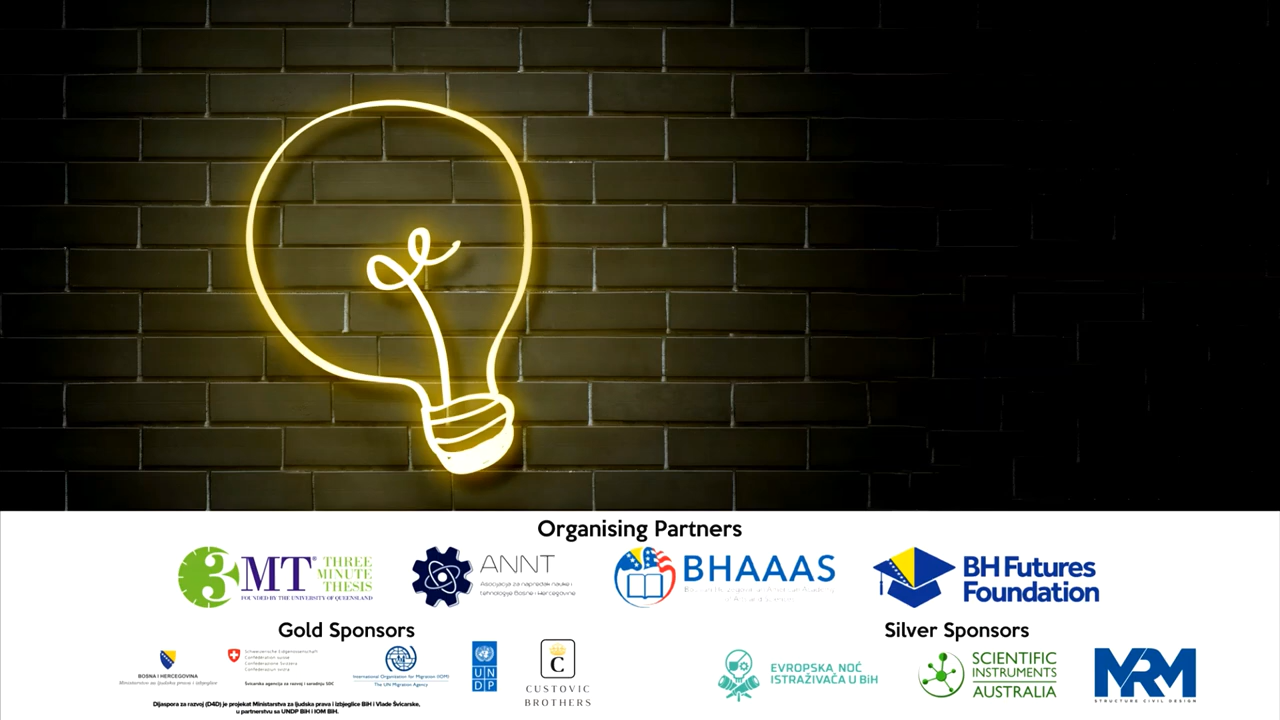 Organising Partners
3MT® THREE MINUTE THESIS
FOUNDED BY THE UNIVERSITY OF QUEENSLAND
ANNT
Asocijacija za napredak nauke i
tehnologije Bosne i Hercegovine
BHAAAS
BH Futures
Foundation
Gold Sponsors
Silver Sponsors
BOSNA I HERCEGOVINA
Ministarstvo za ljudska prava i izbjeglice
Schweizerische Eidgenossenschaft
Confédération suisse
Confederazione Svizzera
Confederaziun svizra
Švicarska agencija za razvoj i saradnju SDC
International Organization for Migration (IOM)
The UN Migration Agency
UN
DP
C
CUSTOVIC
BROTHERS
Dijaspora za razvoj (D4D) je projekat Ministarstva za ljudska prava i izbjeglice BiH i Vlade Švicarske,
u partnerstvu sa UNDP BiH i IOM BiH.
EVROPSKA NOĆ
ISTRAŽIVAČA U BiH
SCIENTIFIC
INSTRUMENTS
AUSTRALIA
MRM
STRUCTURE CIVIL DESIGN